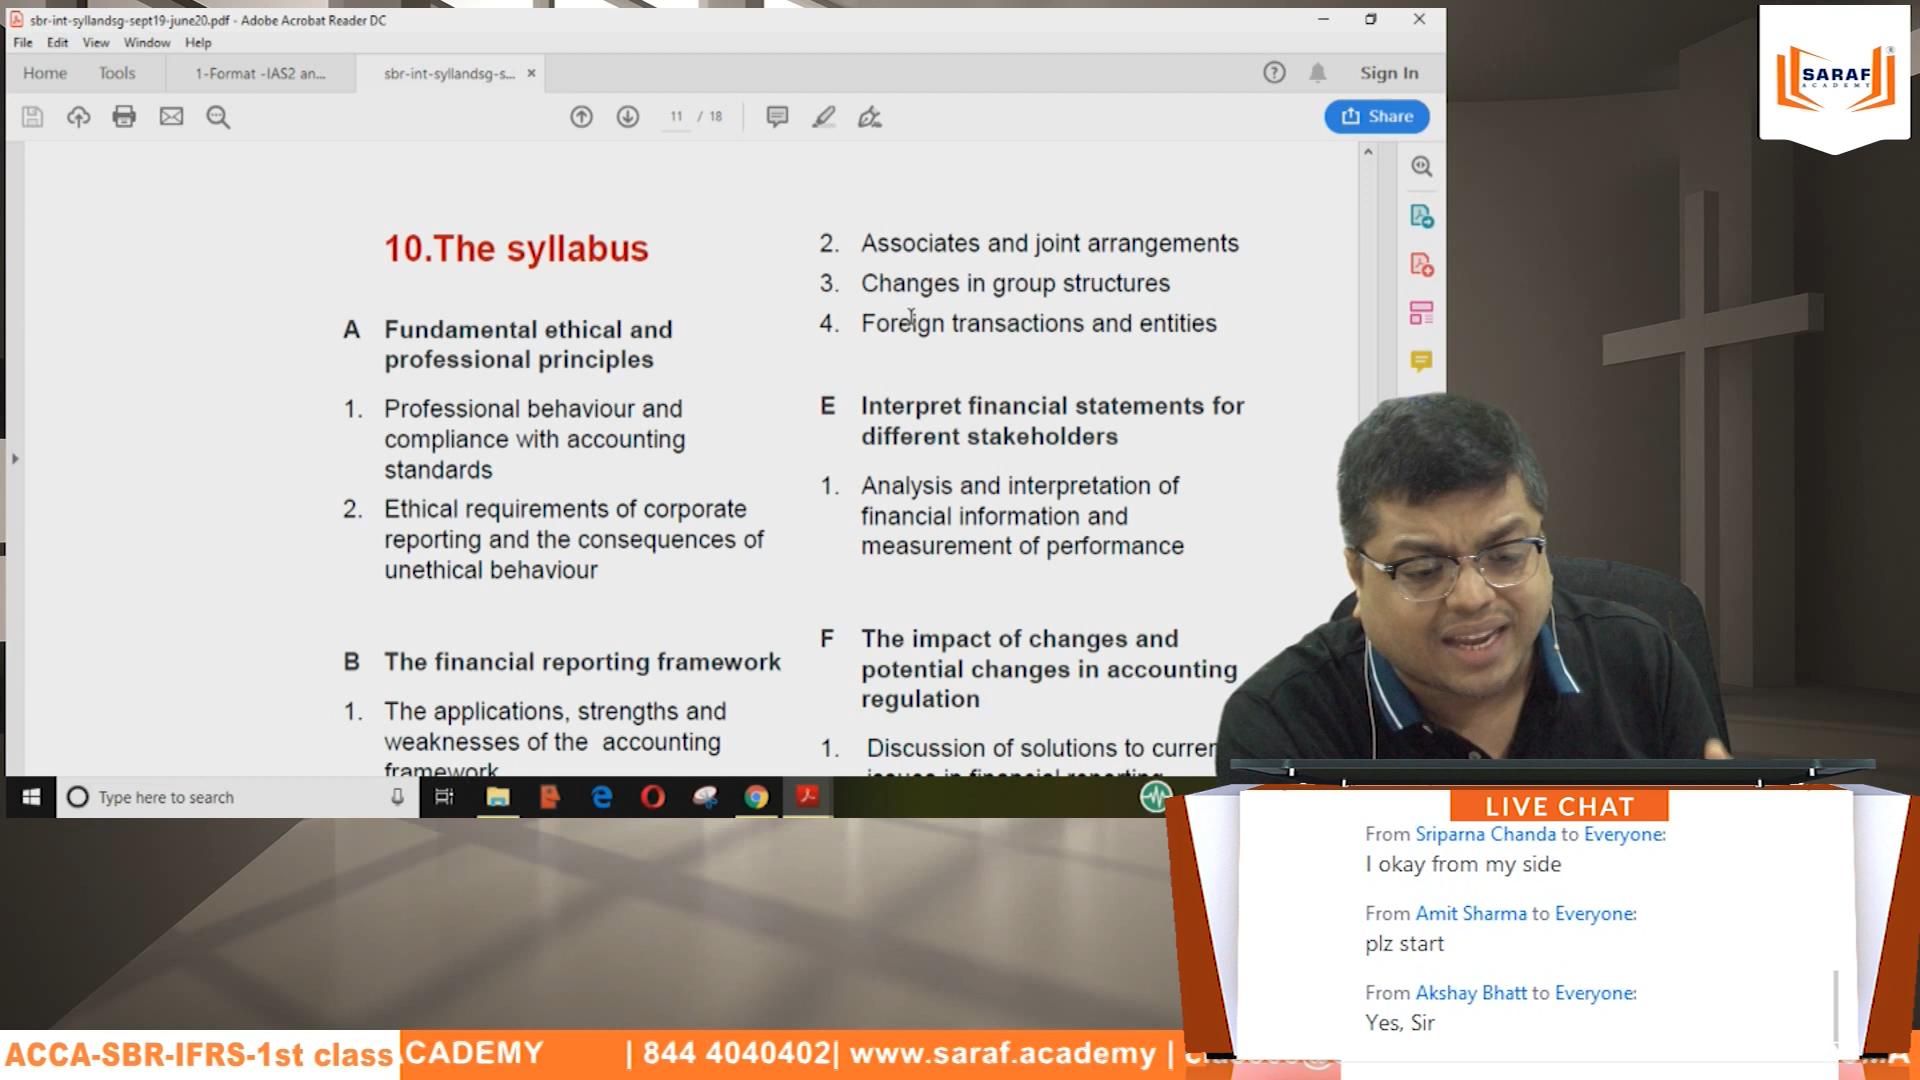 sbr-int-syllandsg-sept19-june20.pdf - Adobe Acrobat Reader DC
File Edit View Window Help
Home Tools 1-Format -IAS2 an... sbr-int-syllandsg-s... Sign In
11 / 18 Share
10.The syllabus
A Fundamental ethical and
professional principles
1. Professional behaviour and
compliance with accounting
standards
2. Ethical requirements of corporate
reporting and the consequences of
unethical behaviour
B The financial reporting framework
1. The applications, strengths and
weaknesses of the accounting
framework
2. Associates and joint arrangements
3. Changes in group structures
4. Foreign transactions and entities
E Interpret financial statements for
different stakeholders
1. Analysis and interpretation of
financial information and
measurement of performance
F The impact of changes and
potential changes in accounting
regulation
1. Discussion of solutions to curren
issues in financial reporting
SARAF
ACADEMY
Type here to search
LIVE CHAT
From Sriparna Chanda to Everyone:
I okay from my side
From Amit Sharma to Everyone:
plz start
From Akshay Bhatt to Everyone:
Yes, Sir
ACCA-SBR-IFRS-1st class
CADEMY | 844 4040402| www.saraf.academy |